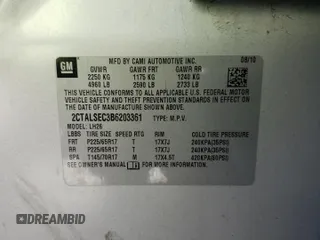 GM
MFD BY CAMI AUTOMOTIVE INC. 08/10
GVWR GAWR FRT GAWR RR
2250 KG 1175 KG 1240 KG
4960 LB 2590 LB 2733 LB
THIS VEHICLE CONFORMS TO ALL APPLICABLE U.S. FEDERAL
MOTOR VEHICLE SAFETY, BUMPER, AND THEFT PREVENTION
STANDARDS IN EFFECT ON THE DATE OF MANUFACTURE
SHOWN ABOVE.
2CTALSEC3B6203361 TYPE: M.P.V.
MODEL: LH26
TIRE SIZE SPEED RTG RIM COLD TIRE PRESSURE
FRT P225/65R17 T 17X7J 240KPA(35PSI)
RR P225/65R17 T 17X7J 240KPA(35PSI)
SPA T145/70R17 M 17X4.5T 420KPA(60PSI)
SEE OWNER'S MANUAL
DREAMBID